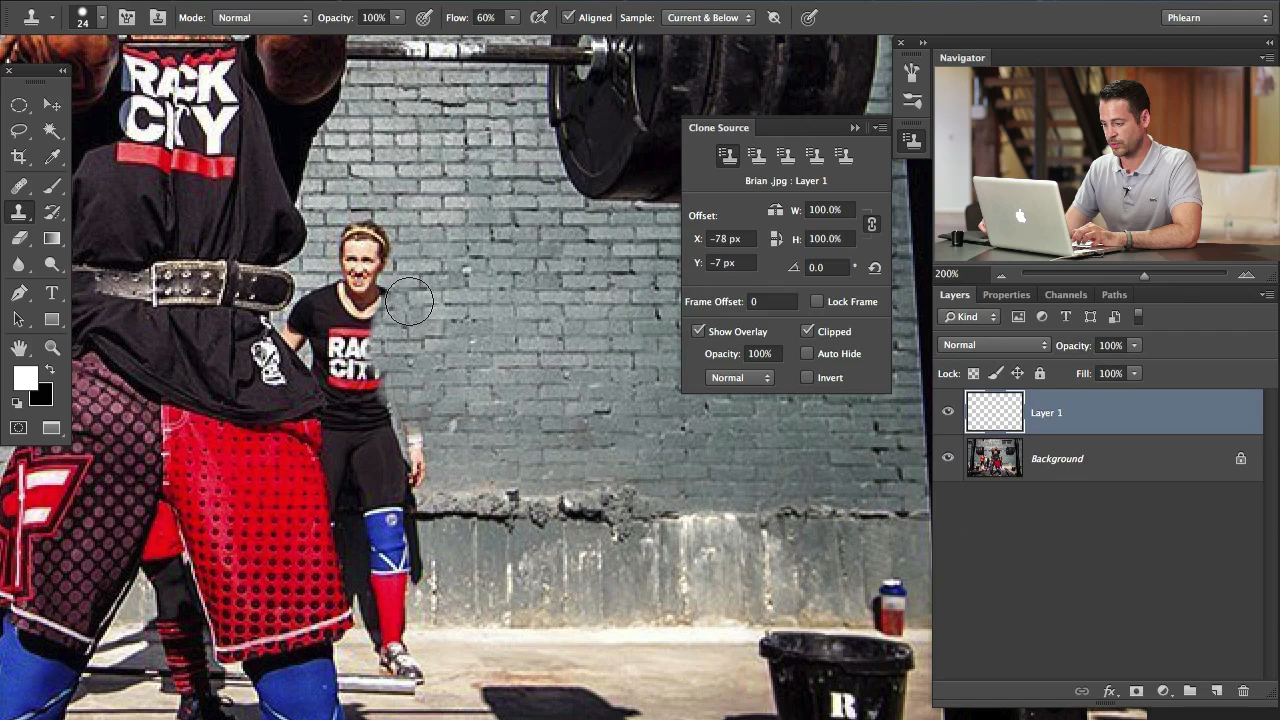 24
Mode: Normal Opacity: 100% Flow: 60% Aligned Sample: Current & Below Phlearn
RACK
CITY
RAC
CITY
R
Clone Source
Brian .jpg : Layer 1
Offset: W: 100.0%
X: -78 px H: 100.0%
Y: -7 px 0.0 °
Frame Offset: 0 Lock Frame
Show Overlay Clipped
Opacity: 100% Auto Hide
Normal Invert
Navigator
200%
Layers Properties Channels Paths
Kind
Normal Opacity: 100%
Lock: Fill: 100%
Layer 1
Background
fx